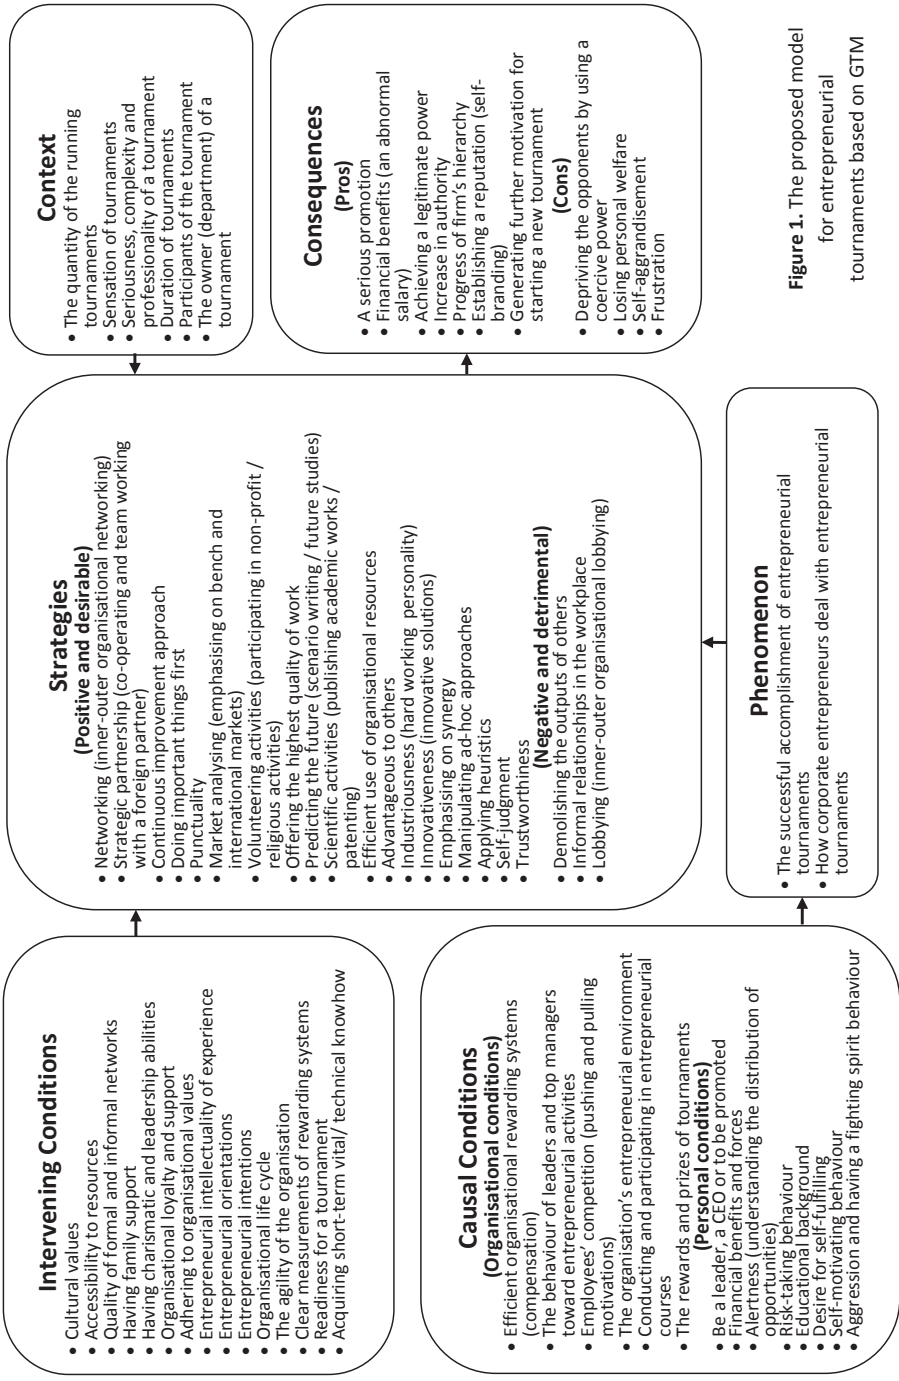 Intervening Conditions
• Cultural values
• Accessibility to resources
• Quality of formal and informal networks
• Having family support
• Having charismatic and leadership abilities
• Organisational loyalty and support
• Adhering to organisational values
• Entrepreneurial intellectuality of experience
• Entrepreneurial orientations
• Entrepreneurial intentions
• Organisational life cycle
• The agility of the organisation
• Clear measurements of rewarding systems
• Readiness for a tournament
• Acquiring short-term vital/ technical knowhow
Causal Conditions
(Organisational conditions)
• Efficient organisational rewarding systems
(compensation)
• The behaviour of leaders and top managers
toward entrepreneurial activities
• Employees' competition (pushing and pulling
motivations)
• The organisation's entrepreneurial environment
• Conducting and participating in entrepreneurial
courses
• The rewards and prizes of tournaments
(Personal conditions)
• Be a leader, a CEO or to be promoted
• Financial benefits and forces
• Alertness (understanding the distribution of
opportunities)
• Risk-taking behaviour
• Educational background
• Desire for self-fulfilling
• Self-motivating behaviour
• Aggression and having a fighting spirit behaviour
Strategies
(Positive and desirable)
• Networking (inner-outer organisational networking)
• Strategic partnership (co-operating and team working
with a foreign partner)
• Continuous improvement approach
• Doing important things first
• Punctuality
• Market analysing (emphasising on bench and
international markets)
• Volunteering activities (participating in non-profit /
religious activities)
• Offering the highest quality of work
• Predicting the future (scenario writing / future studies)
• Scientific activities (publishing academic works /
patenting)
• Efficient use of organisational resources
• Advantageous to others
• Industriousness (hard working personality)
• Innovativeness (innovative solutions)
• Emphasising on synergy
• Manipulating ad-hoc approaches
• Applying heuristics
• Self-judgment
• Trustworthiness
(Negative and detrimental)
• Demolishing the outputs of others
• Informal relationships in the workplace
• Lobbying (inner-outer organisational lobbying)
Phenomenon
• The successful accomplishment of entrepreneurial
tournaments
• How corporate entrepreneurs deal with entrepreneurial
tournaments
Context
• The quantity of the running
tournaments
• Sensation of tournaments
• Seriousness, complexity and
professionality of a tournament
• Duration of tournaments
• Participants of the tournament
• The owner (department) of a
tournament
Consequences
(Pros)
• A serious promotion
• Financial benefits (an abnormal
salary)
• Achieving a legitimate power
• Increase in authority
• Progress of firm's hierarchy
• Establishing a reputation (self-
branding)
• Generating further motivation for
starting a new tournament
(Cons)
• Depriving the opponents by using a
coercive power
• Losing personal welfare
• Self-aggrandisement
• Frustration
Figure 1. The proposed model
for entrepreneurial
tournaments based on GTM